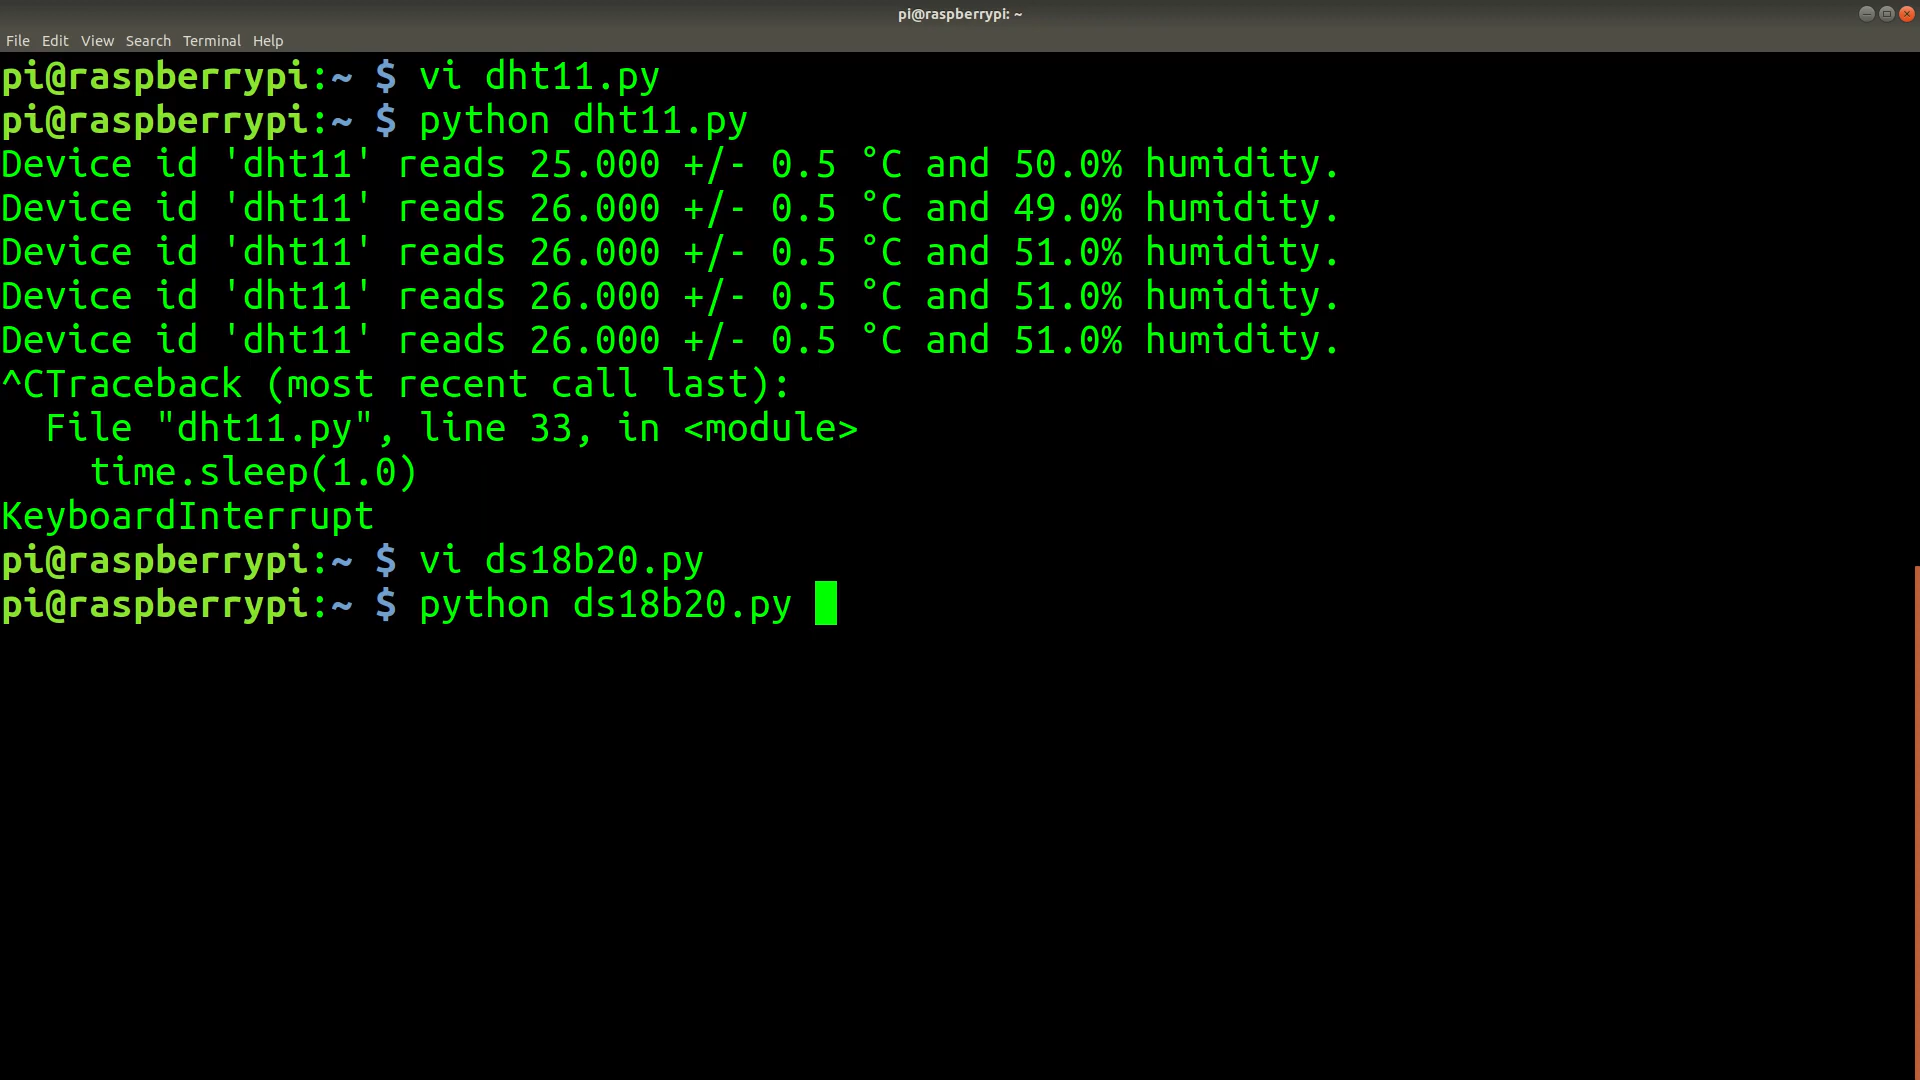 pi@raspberrypi: ~
File Edit View Search Terminal Help
pi@raspberrypi:~ $ vi dht11.py
pi@raspberrypi:~ $ python dht11.py
Device id 'dht11' reads 25.000 +/- 0.5 °C and 50.0% humidity.
Device id 'dht11' reads 26.000 +/- 0.5 °C and 49.0% humidity.
Device id 'dht11' reads 26.000 +/- 0.5 °C and 51.0% humidity.
Device id 'dht11' reads 26.000 +/- 0.5 °C and 51.0% humidity.
Device id 'dht11' reads 26.000 +/- 0.5 °C and 51.0% humidity.
^CTraceback (most recent call last):
  File "dht11.py", line 33, in <module>
    time.sleep(1.0)
KeyboardInterrupt
pi@raspberrypi:~ $ vi ds18b20.py
pi@raspberrypi:~ $ python ds18b20.py